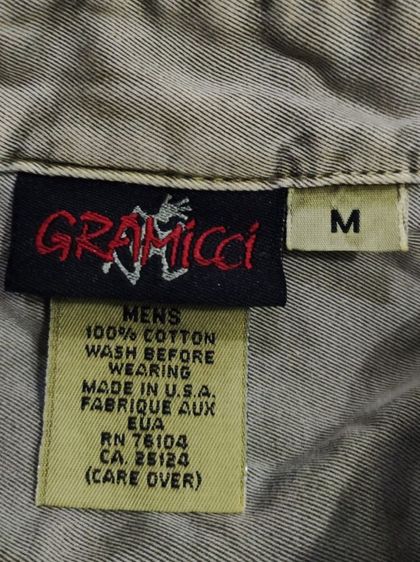 GRAMiCCi
M
MENS
100% COTTON
WASH BEFORE
WEARING
MADE IN U.S.A.
FABRIQUE AUX
EUA
RN 76104
CA 25124
(CARE OVER)